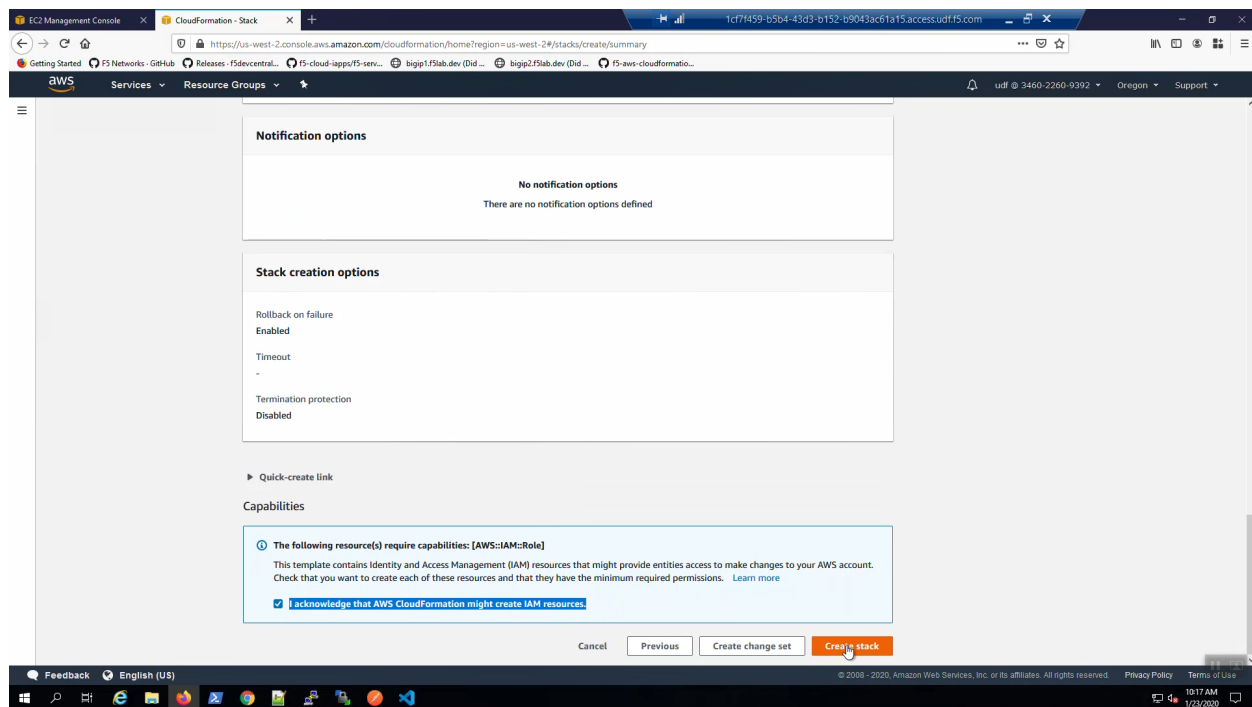 EC2 Management Console
CloudFormation - Stack
1cf7f459-b5b4-43d3-b152-b9043ac61a15.access.udf.f5.com
https://us-west-2.console.aws.amazon.com/cloudformation/home?region=us-west-2#/stacks/create/summary
Getting Started F5 Networks · GitHub Releases · f5devcentral... f5-cloud-iapps/f5-serv... bigip1.f5lab.dev (Did ... bigip2.f5lab.dev (Did ... f5-aws-cloudformatio...
aws Services Resource Groups udf @ 3460-2260-9392 Oregon Support
Notification options
No notification options
There are no notification options defined
Stack creation options
Rollback on failure
Enabled
Timeout
-
Termination protection
Disabled
Quick-create link
Capabilities
The following resource(s) require capabilities: [AWS::IAM::Role]
This template contains Identity and Access Management (IAM) resources that might provide entities access to make changes to your AWS account.
Check that you want to create each of these resources and that they have the minimum required permissions. Learn more
I acknowledge that AWS CloudFormation might create IAM resources.
Cancel Previous Create change set Create stack
Feedback English (US) © 2008 - 2020, Amazon Web Services, Inc. or its affiliates. All rights reserved. Privacy Policy Terms of Use
10:17 AM
1/23/2020